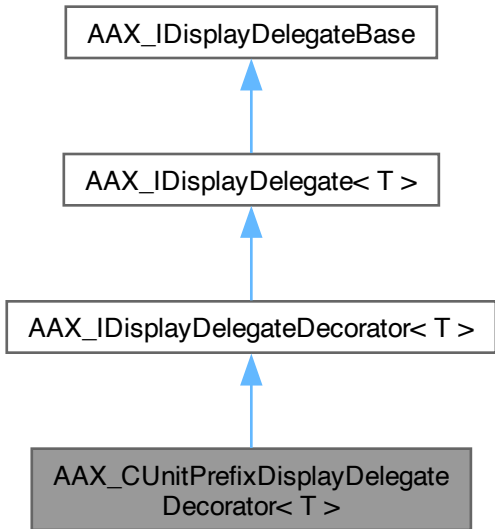 AAX_IDisplayDelegateBase
AAX_IDisplayDelegate< T >
AAX_IDisplayDelegateDecorator< T >
AAX_CUnitPrefixDisplayDelegate
Decorator< T >